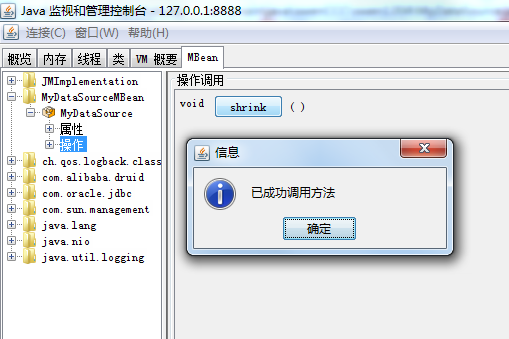 Java 监视和管理控制台 - 127.0.0.1:8888
连接(C) 窗口(W) 帮助(H)
概览 内存 线程 类 VM 概要 MBean
JMImplementation
MyDataSourceMBean
MyDataSource
属性
操作
ch.qos.logback.class
com.alibaba.druid
com.oracle.jdbc
com.sun.management
java.lang
java.nio
java.util.logging
操作调用
void shrink ( )
信息
已成功调用方法
确定